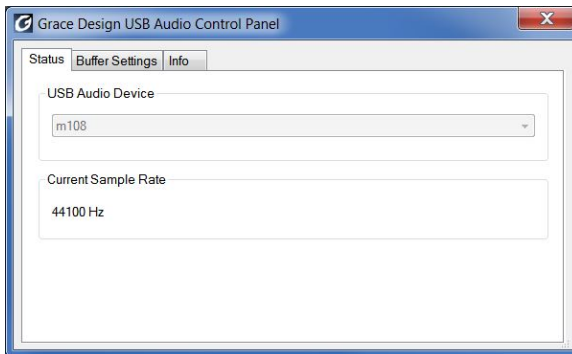 Grace Design USB Audio Control Panel
Status Buffer Settings Info
USB Audio Device
m108
Current Sample Rate
44100 Hz